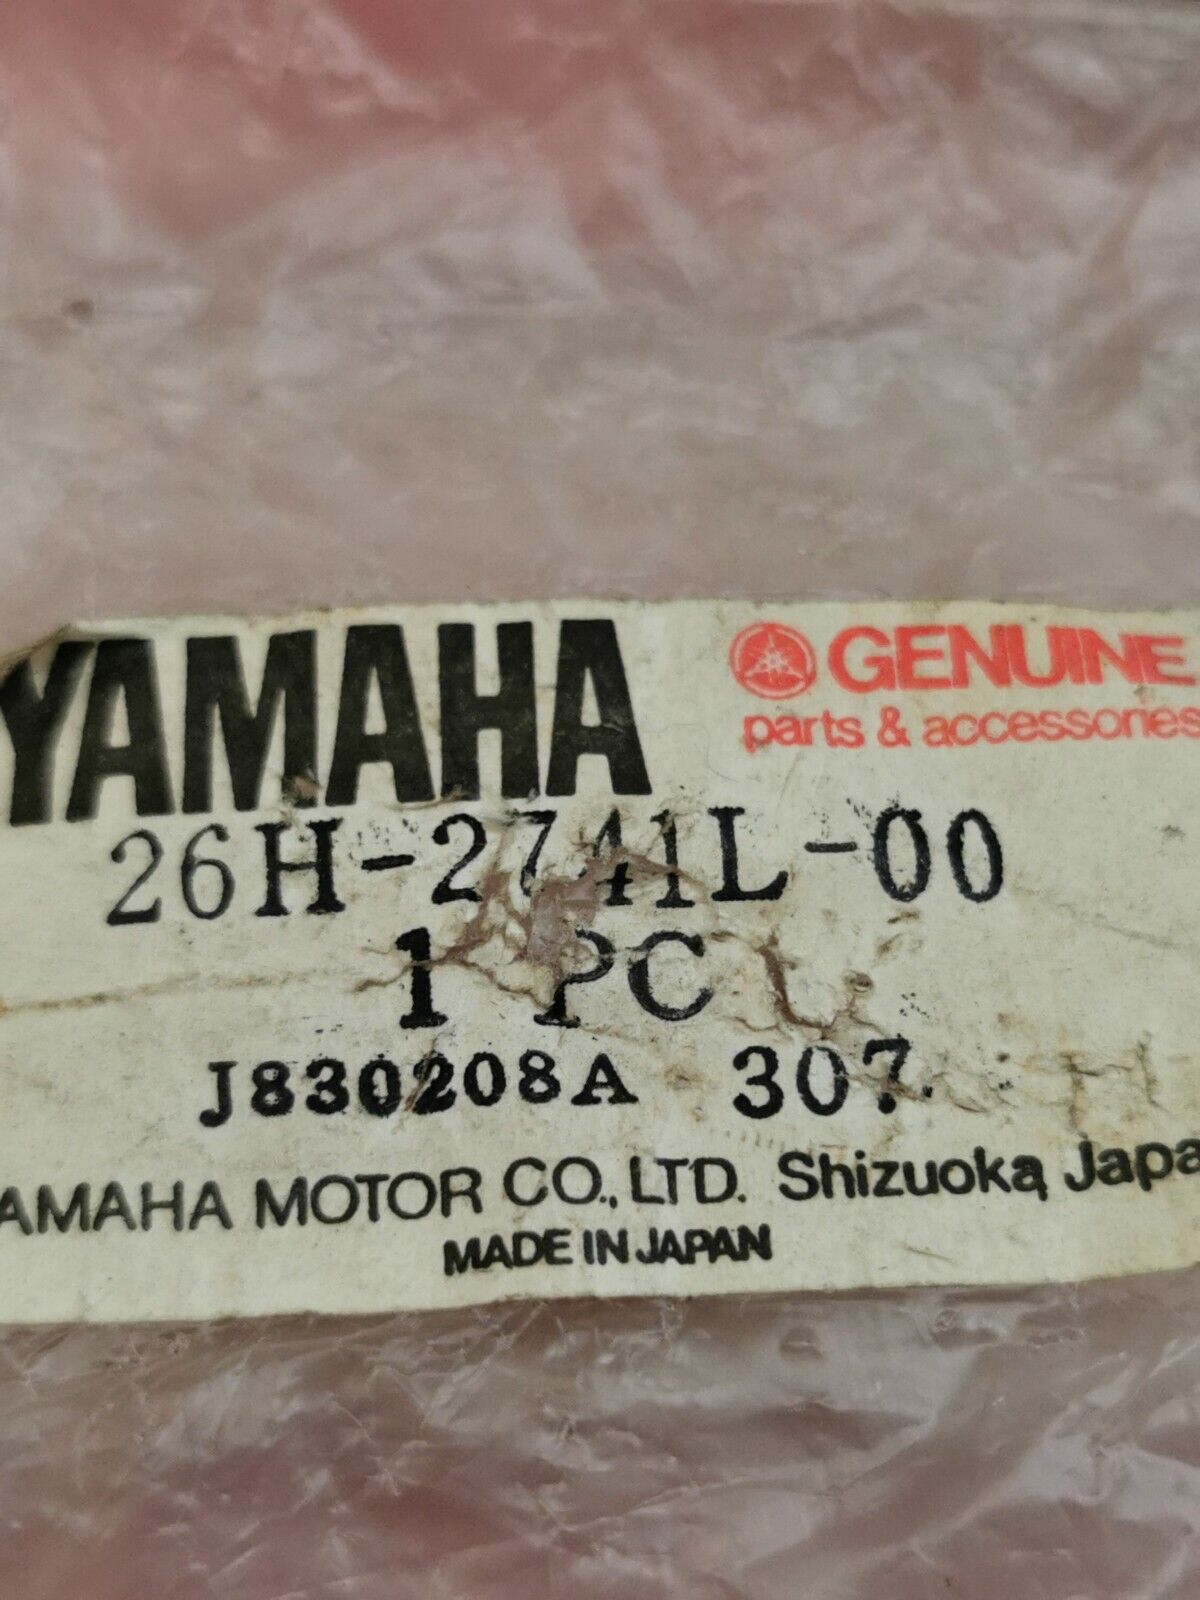 YAMAHA
GENUINE
parts & accessories
26H-2741L-00
1 PC
J830208A 307
YAMAHA MOTOR CO., LTD. Shizuoka Japa
MADE IN JAPAN